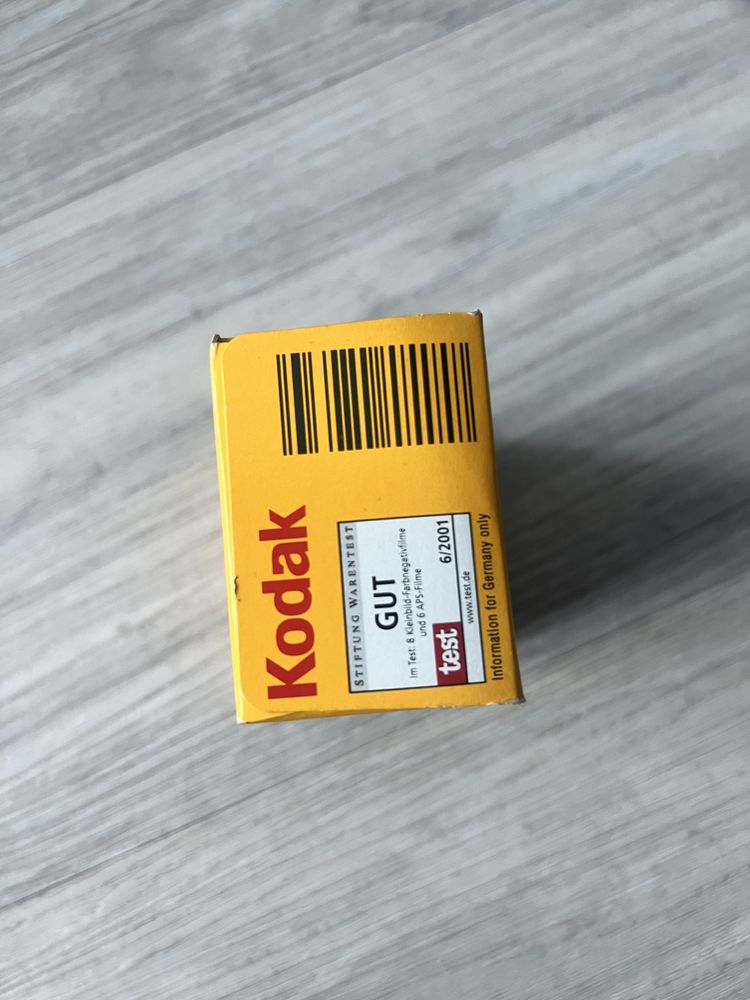 Kodak
STIFTUNG WARENTEST
GUT
Im Test: 8 Kleinbild-Farbnegativfilme
und 6 APS-Filme
6/2001
test
www.test.de
Information for Germany only